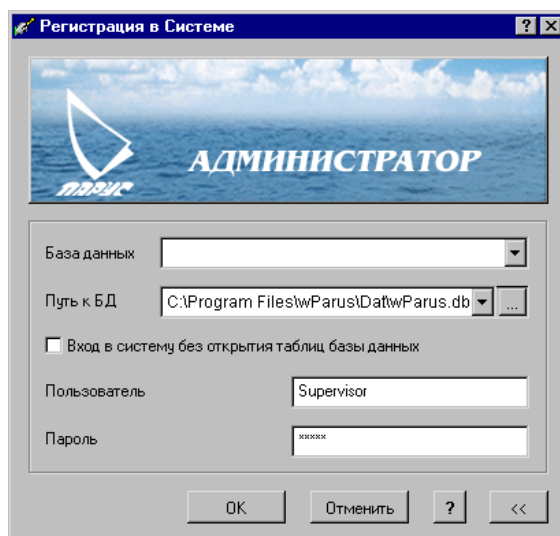 Регистрация в Системе
ПАРУС
АДМИНИСТРАТОР
База данных
Путь к БД C:\Program Files\wParus\Dat\wParus.db ...
Вход в систему без открытия таблиц базы данных
Пользователь Supervisor
Пароль *****
OK Отменить ? <<